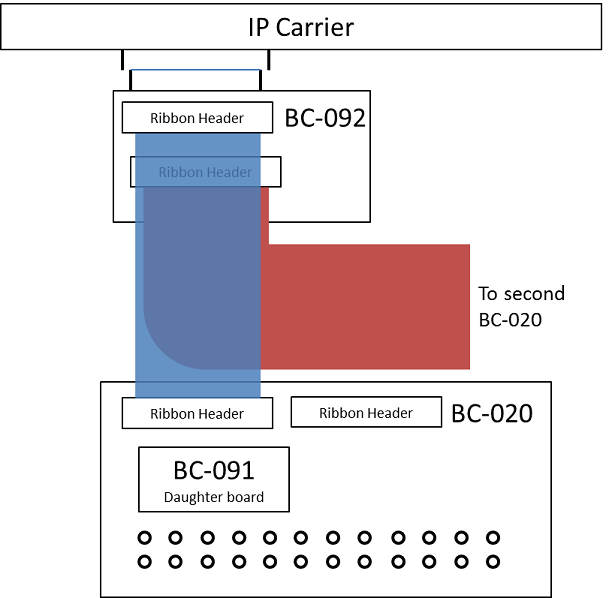 IP Carrier
Ribbon Header
BC-092
Ribbon Header
To second
BC-020
Ribbon Header
Ribbon Header
BC-020
BC-091
Daughter board